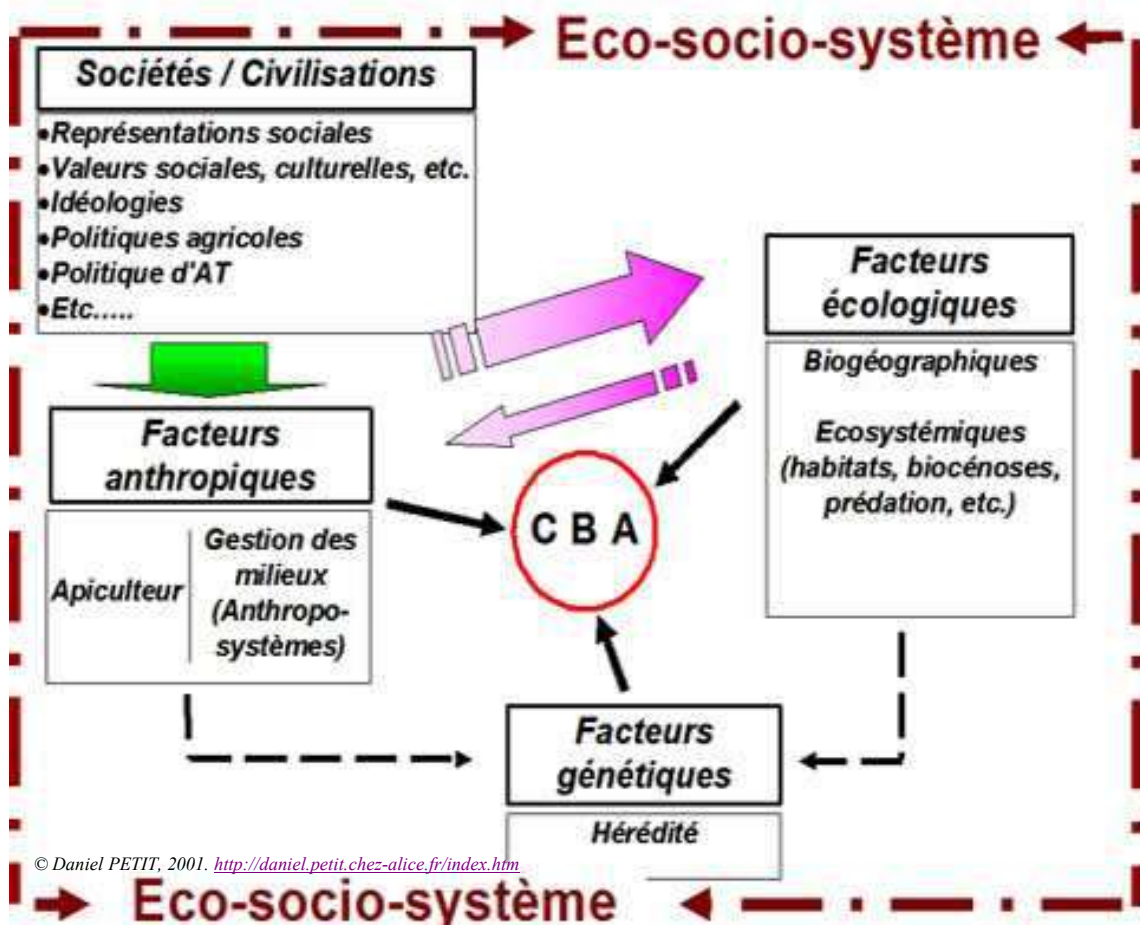 Eco-socio-système
Sociétés / Civilisations
•Représentations sociales
•Valeurs sociales, culturelles, etc.
•Idéologies
•Politiques agricoles
•Politique d'AT
•Etc.....
Facteurs
écologiques
Biogéographiques
Ecosystémiques
(habitats, biocénoses,
prédation, etc.)
Facteurs
anthropiques
Apiculteur
Gestion des
milieux
(Anthropo-
systèmes)
C B A
Facteurs
génétiques
Hérédité
© Daniel PETIT, 2001. http://daniel.petit.chez-alice.fr/index.htm
Eco-socio-système